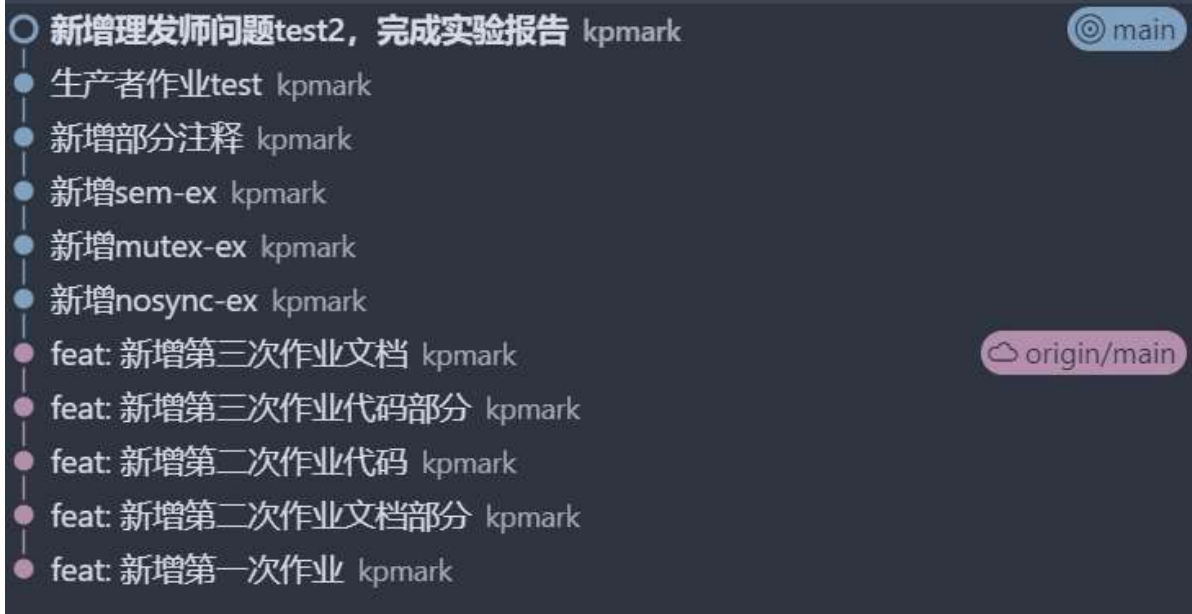 新增理发师问题test2，完成实验报告 kpmark main
生产者作业test kpmark
新增部分注释 kpmark
新增sem-ex kpmark
新增mutex-ex kpmark
新增nosync-ex kpmark
feat: 新增第三次作业文档 kpmark origin/main
feat: 新增第三次作业代码部分 kpmark
feat: 新增第二次作业代码 kpmark
feat: 新增第二次作业文档部分 kpmark
feat: 新增第一次作业 kpmark